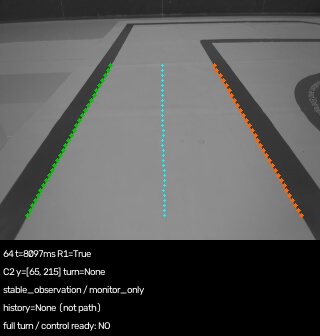 64 t=8097ms R1=True
C2 y=[65, 215] turn=None
stable_observation / monitor_only
history=None (not path)
full turn / control ready: NO